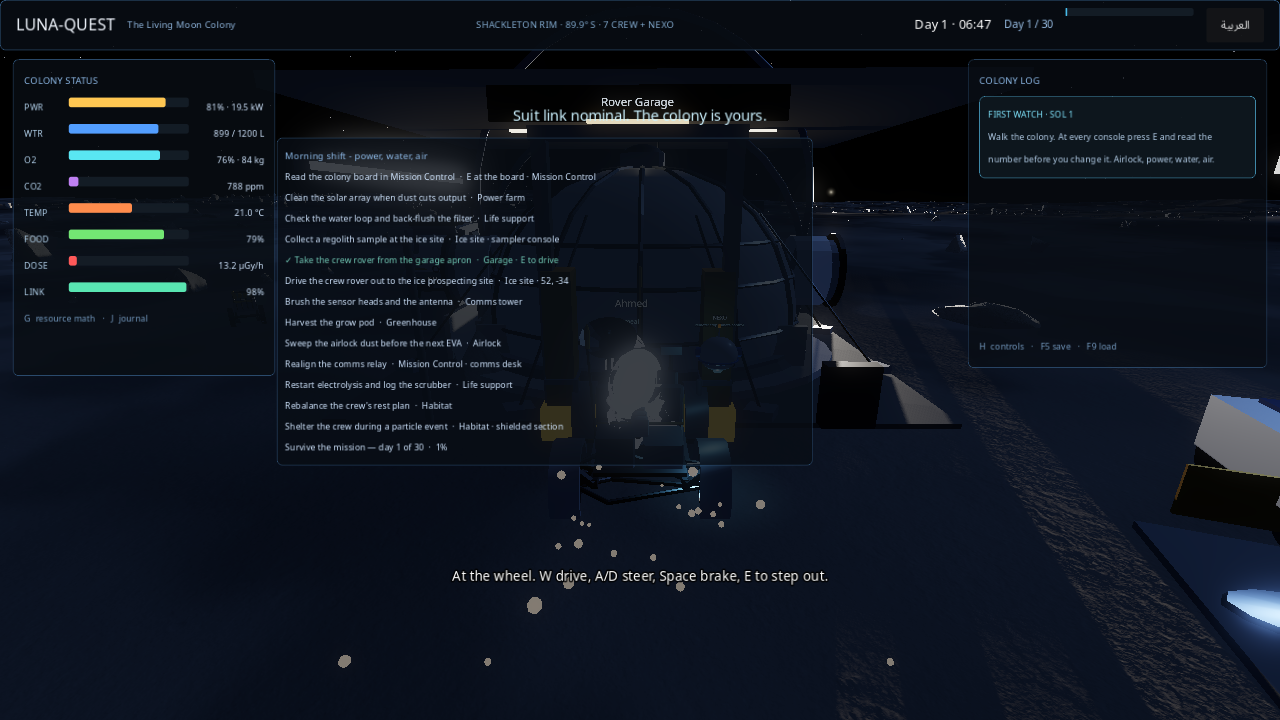 LUNA-QUEST The Living Moon Colony SHACKLETON RIM · 89.9° S · 7 CREW + NEXO Day 1 · 06:47 Day 1 / 30 العربية
COLONY STATUS
PWR 81% · 19.5 kW
WTR 899 / 1200 L
O2 76% · 84 kg
CO2 788 ppm
TEMP 21.0 °C
FOOD 79%
DOSE 13.2 µGy/h
LINK 98%
G resource math · J journal
Rover Garage
Suit link nominal. The colony is yours.
Morning shift - power, water, air
Read the colony board in Mission Control · E at the board · Mission Control
Clean the solar array when dust cuts output · Power farm
Check the water loop and back-flush the filter · Life support
Collect a regolith sample at the ice site · Ice site · sampler console
✓ Take the crew rover from the garage apron · Garage · E to drive
Drive the crew rover out to the ice prospecting site · Ice site · 52, -34
Brush the sensor heads and the antenna · Comms tower
Harvest the grow pod · Greenhouse
Sweep the airlock dust before the next EVA · Airlock
Realign the comms relay · Mission Control · comms desk
Restart electrolysis and log the scrubber · Life support
Rebalance the crew's rest plan · Habitat
Shelter the crew during a particle event · Habitat · shielded section
Survive the mission — day 1 of 30 · 1%
Ahmed
COLONY LOG
FIRST WATCH · SOL 1
Walk the colony. At every console press E and read the
number before you change it. Airlock, power, water, air.
H controls · F5 save · F9 load
At the wheel. W drive, A/D steer, Space brake, E to step out.